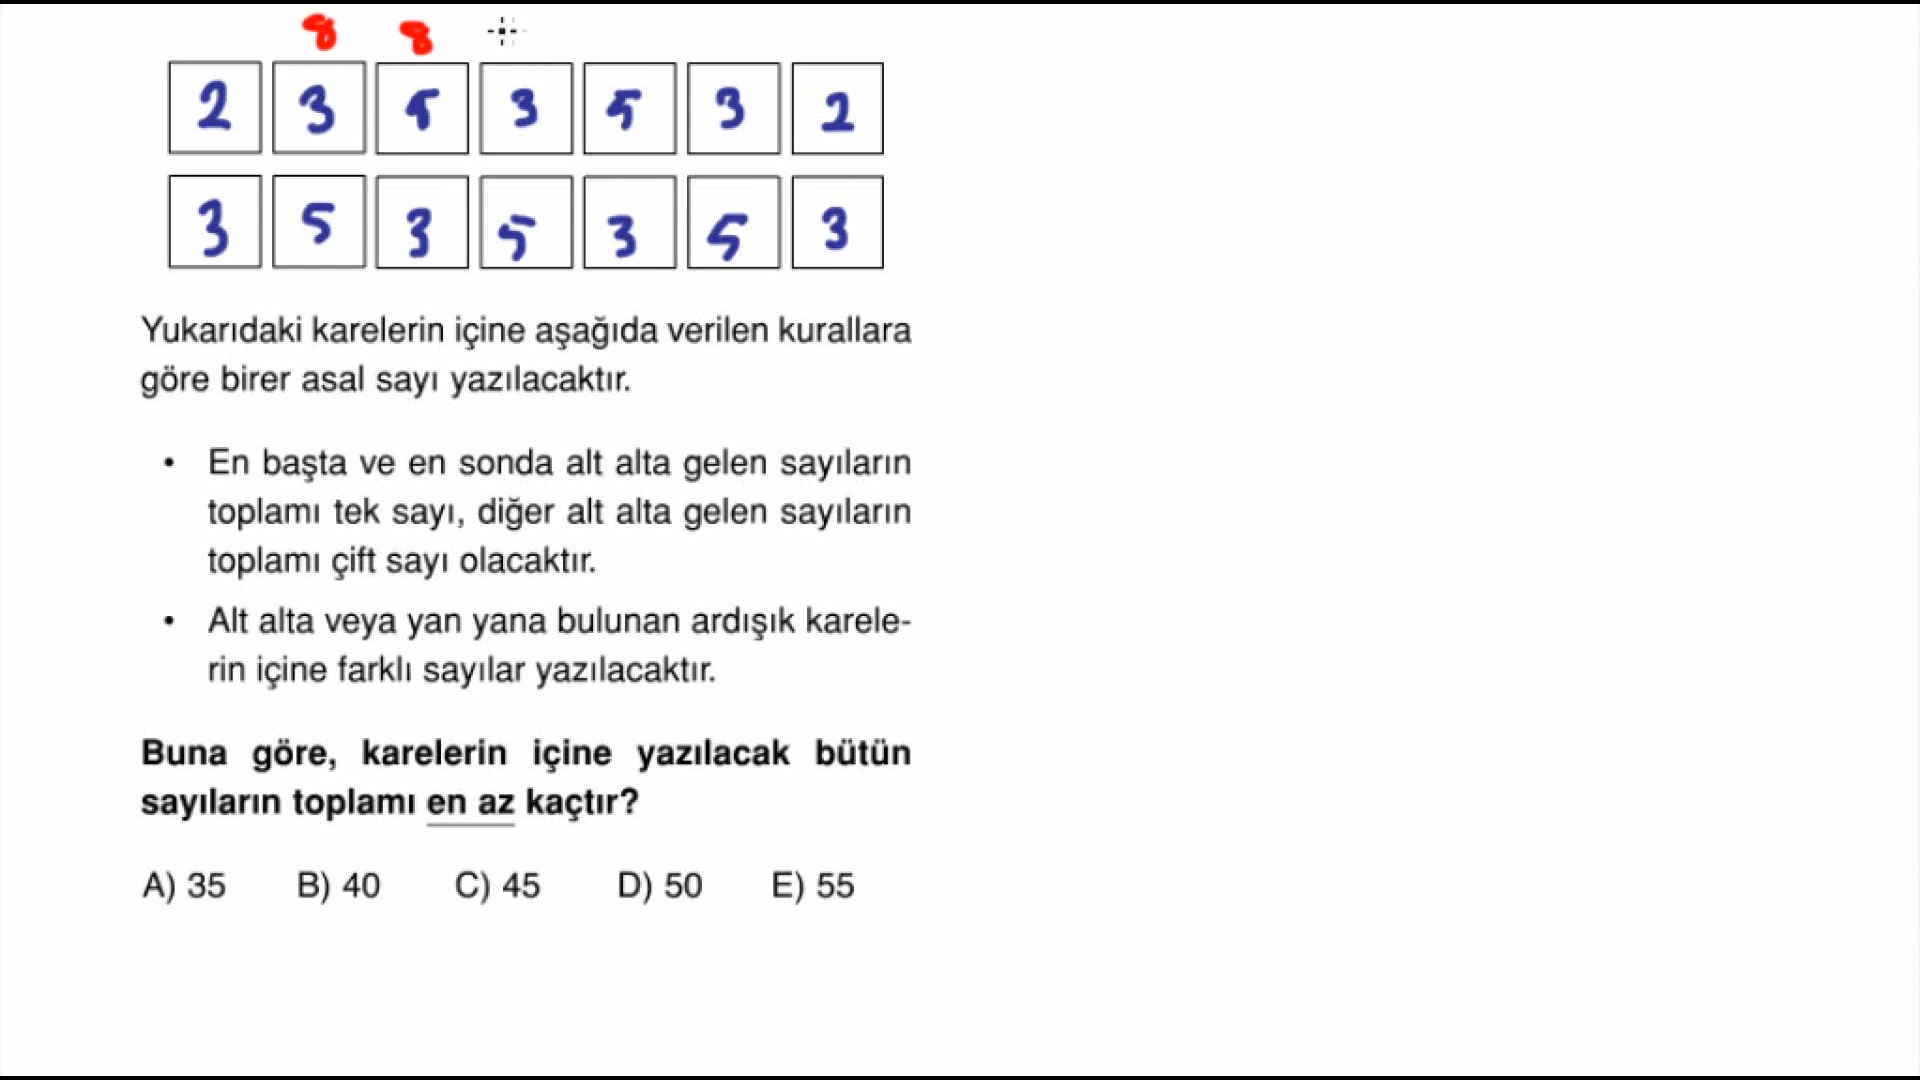 8 8
2 3 5 3 5 3 2
3 5 3 5 3 5 3
Yukarıdaki karelerin içine aşağıda verilen kurallara
göre birer asal sayı yazılacaktır.
• En başta ve en sonda alt alta gelen sayıların
toplamı tek sayı, diğer alt alta gelen sayıların
toplamı çift sayı olacaktır.
• Alt alta veya yan yana bulunan ardışık karele-
rin içine farklı sayılar yazılacaktır.
Buna göre, karelerin içine yazılacak bütün
sayıların toplamı en az kaçtır?
A) 35 B) 40 C) 45 D) 50 E) 55